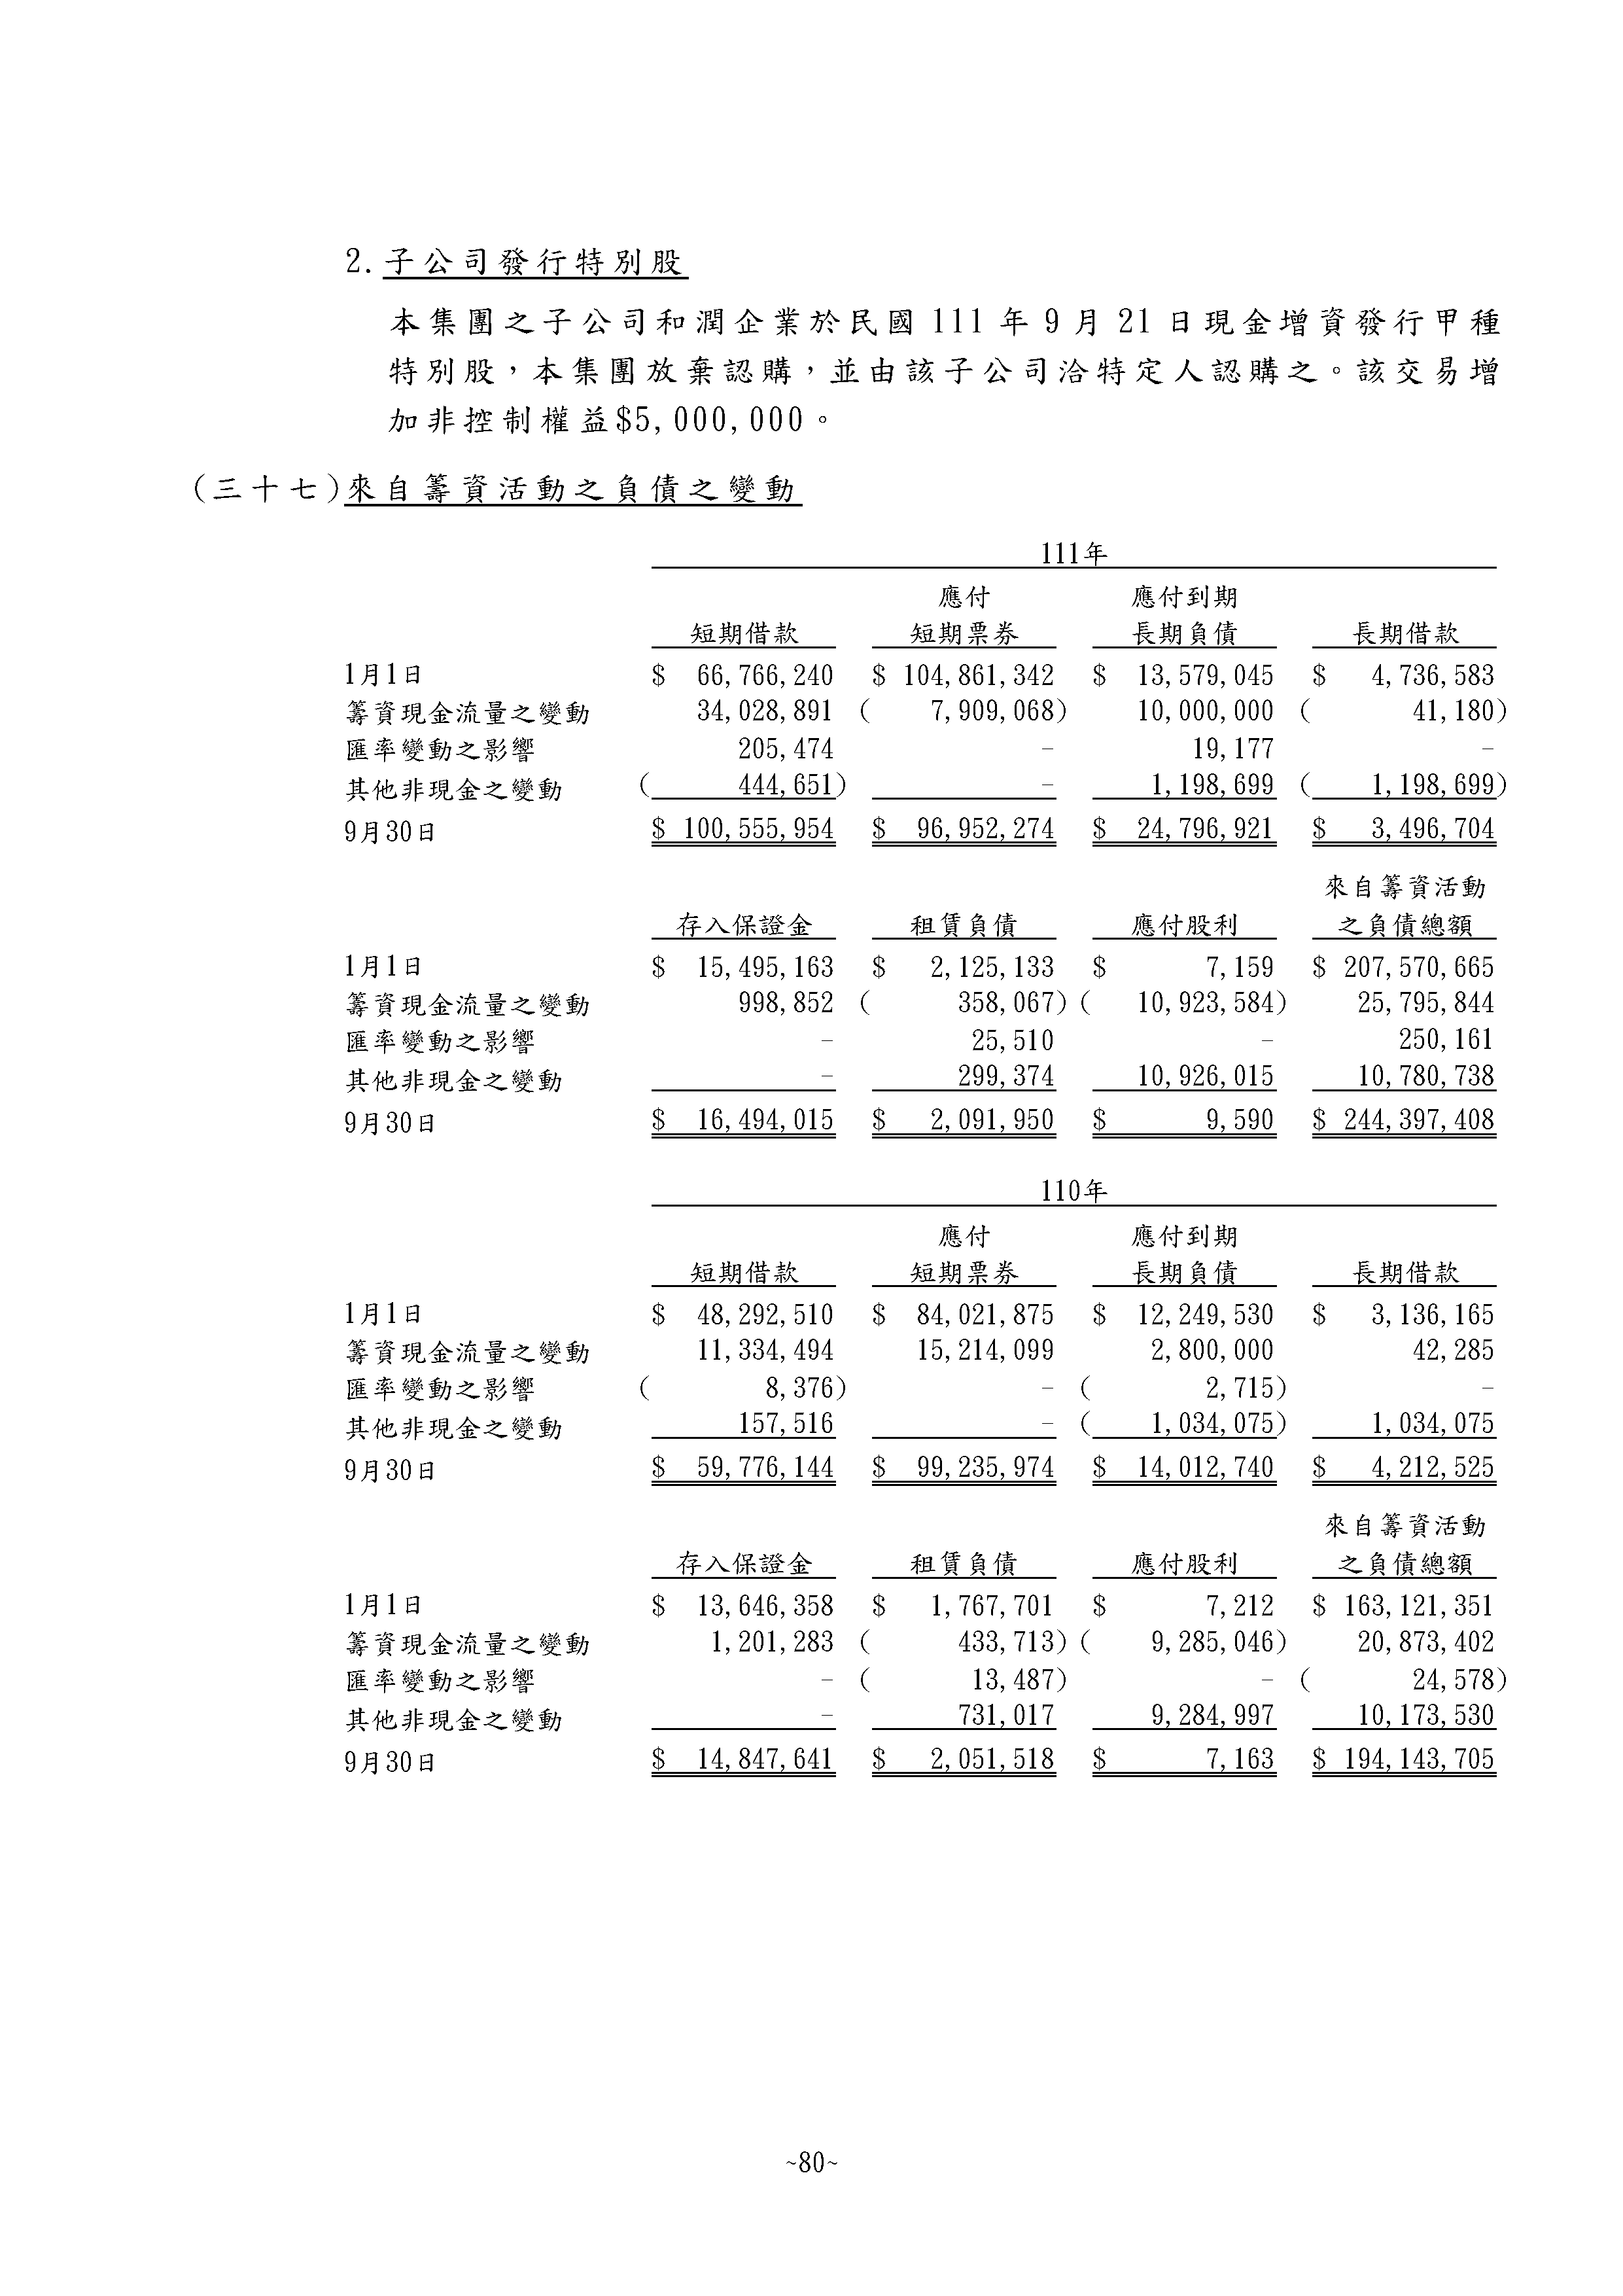 2. 子公司發行特別股
本集團之子公司和潤企業於民國 111 年 9 月 21 日現金增資發行甲種
特別股，本集團放棄認購，並由該子公司洽特定人認購之。該交易增
加非控制權益$5,000,000。
(三十七)來自籌資活動之負債之變動
111年
應付 應付到期
短期借款 短期票券 長期負債 長期借款
1月1日 $ 66,766,240 $ 104,861,342 $ 13,579,045 $ 4,736,583
籌資現金流量之變動 34,028,891 ( 7,909,068) 10,000,000 ( 41,180)
匯率變動之影響 205,474 - 19,177 -
其他非現金之變動 ( 444,651) - 1,198,699 ( 1,198,699)
9月30日 $ 100,555,954 $ 96,952,274 $ 24,796,921 $ 3,496,704
來自籌資活動
存入保證金 租賃負債 應付股利 之負債總額
1月1日 $ 15,495,163 $ 2,125,133 $ 7,159 $ 207,570,665
籌資現金流量之變動 998,852 ( 358,067) ( 10,923,584) 25,795,844
匯率變動之影響 - 25,510 - 250,161
其他非現金之變動 - 299,374 10,926,015 10,780,738
9月30日 $ 16,494,015 $ 2,091,950 $ 9,590 $ 244,397,408
110年
應付 應付到期
短期借款 短期票券 長期負債 長期借款
1月1日 $ 48,292,510 $ 84,021,875 $ 12,249,530 $ 3,136,165
籌資現金流量之變動 11,334,494 15,214,099 2,800,000 42,285
匯率變動之影響 ( 8,376) - ( 2,715) -
其他非現金之變動 157,516 - ( 1,034,075) 1,034,075
9月30日 $ 59,776,144 $ 99,235,974 $ 14,012,740 $ 4,212,525
來自籌資活動
存入保證金 租賃負債 應付股利 之負債總額
1月1日 $ 13,646,358 $ 1,767,701 $ 7,212 $ 163,121,351
籌資現金流量之變動 1,201,283 ( 433,713) ( 9,285,046) 20,873,402
匯率變動之影響 - ( 13,487) - ( 24,578)
其他非現金之變動 - 731,017 9,284,997 10,173,530
9月30日 $ 14,847,641 $ 2,051,518 $ 7,163 $ 194,143,705
~80~